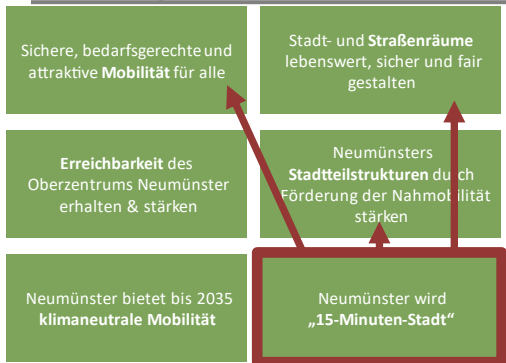 Sichere, bedarfsgerechte und
attraktive Mobilität für alle
Stadt- und Straßenräume
lebenswert, sicher und fair
gestalten
Erreichbarkeit des
Oberzentrums Neumünster
erhalten & stärken
Neumünsters
Stadtteilstrukturen durch
Förderung der Nahmobilität
stärken
Neumünster bietet bis 2035
klimaneutrale Mobilität
Neumünster wird
„15-Minuten-Stadt“